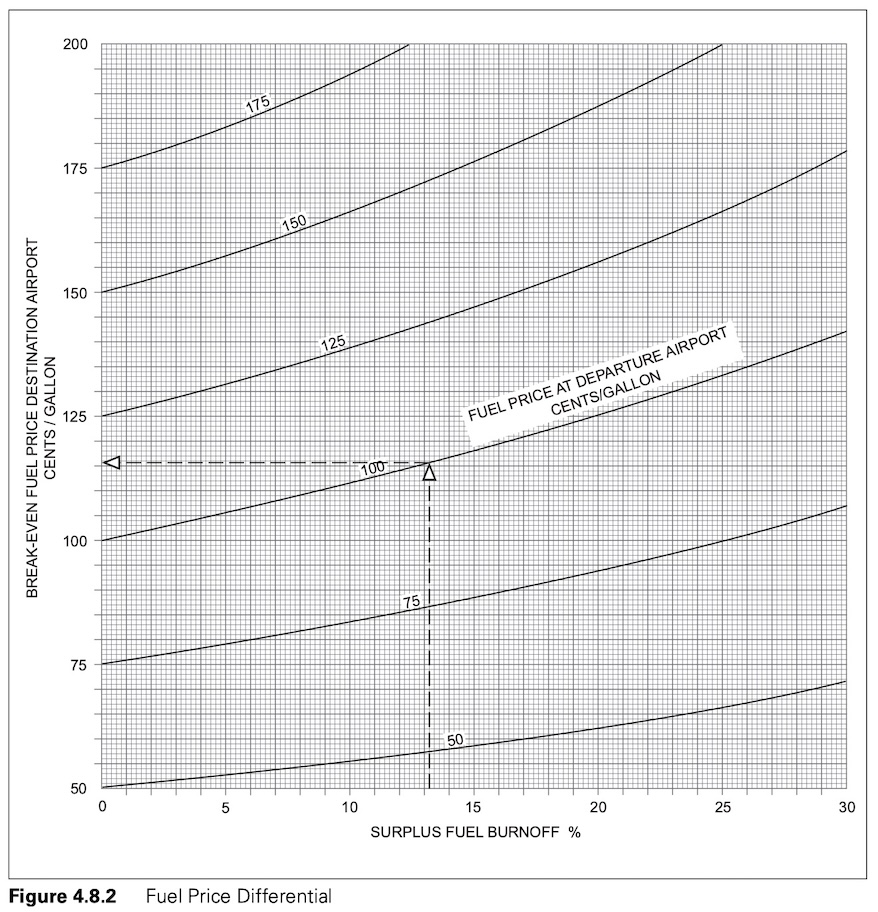 200
175
175
150
150
125
BREAK-EVEN FUEL PRICE DESTINATION AIRPORT
CENTS / GALLON
FUEL PRICE AT DEPARTURE AIRPORT
CENTS/GALLON
125
100
100
75
75
50
50
0 5 10 15 20 25 30
SURPLUS FUEL BURNOFF %
Figure 4.8.2 Fuel Price Differential